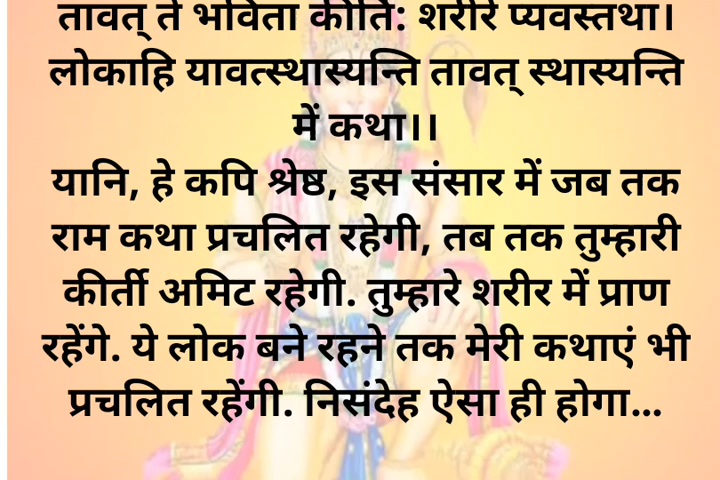 तावत् ते भविता कीर्ति: शरीरे प्यवस्तथा।
लोकाहि यावत्स्थास्यन्ति तावत् स्थास्यन्ति
में कथा।।
यानि, हे कपि श्रेष्ठ, इस संसार में जब तक
राम कथा प्रचलित रहेगी, तब तक तुम्हारी
कीर्ती अमिट रहेगी. तुम्हारे शरीर में प्राण
रहेंगे. ये लोक बने रहने तक मेरी कथाएं भी
प्रचलित रहेंगी. निसंदेह ऐसा ही होगा...